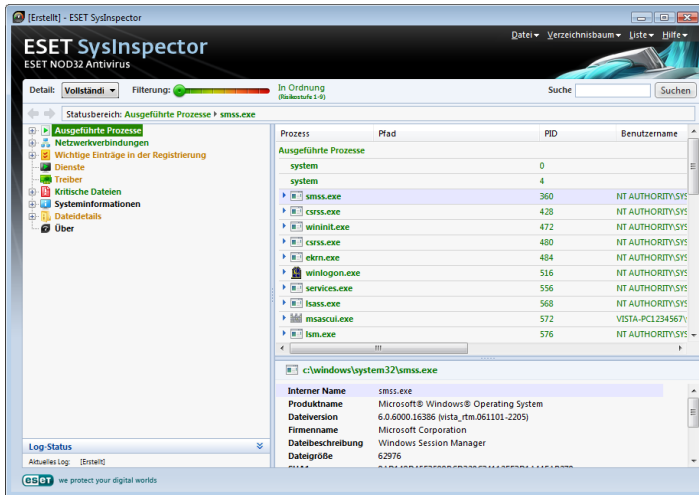 [Erstellt] - ESET SysInspector
ESET SysInspector
ESET NOD32 Antivirus
Datei Verzeichnisbaum Liste Hilfe
Detail: Vollständi Filterung: In Ordnung (Risikostufe 1-9) Suche Suchen
Statusbereich: Ausgeführte Prozesse smss.exe
Ausgeführte Prozesse
Netzwerkverbindungen
Wichtige Einträge in der Registrierung
Dienste
Treiber
Kritische Dateien
Systeminformationen
Dateidetails
Über
Prozess Pfad PID Benutzername
Ausgeführte Prozesse
system 0
system 4
smss.exe 360 NT AUTHORITY\SYS
csrss.exe 428 NT AUTHORITY\SYS
wininit.exe 472 NT AUTHORITY\SYS
csrss.exe 480 NT AUTHORITY\SYS
ekrn.exe 484 NT AUTHORITY\SYS
winlogon.exe 516 NT AUTHORITY\SYS
services.exe 556 NT AUTHORITY\SYS
lsass.exe 568 NT AUTHORITY\SYS
msascui.exe 572 VISTA-PC1234567\
lsm.exe 576 NT AUTHORITY\SYS
c:\windows\system32\smss.exe
Interner Name smss.exe
Produktname Microsoft® Windows® Operating System
Dateiversion 6.0.6000.16386 (vista_rtm.061101-2205)
Firmenname Microsoft Corporation
Dateibeschreibung Windows Session Manager
Dateigröße 62976
Log-Status
Aktuelles Log: [Erstellt]
eseT we protect your digital worlds